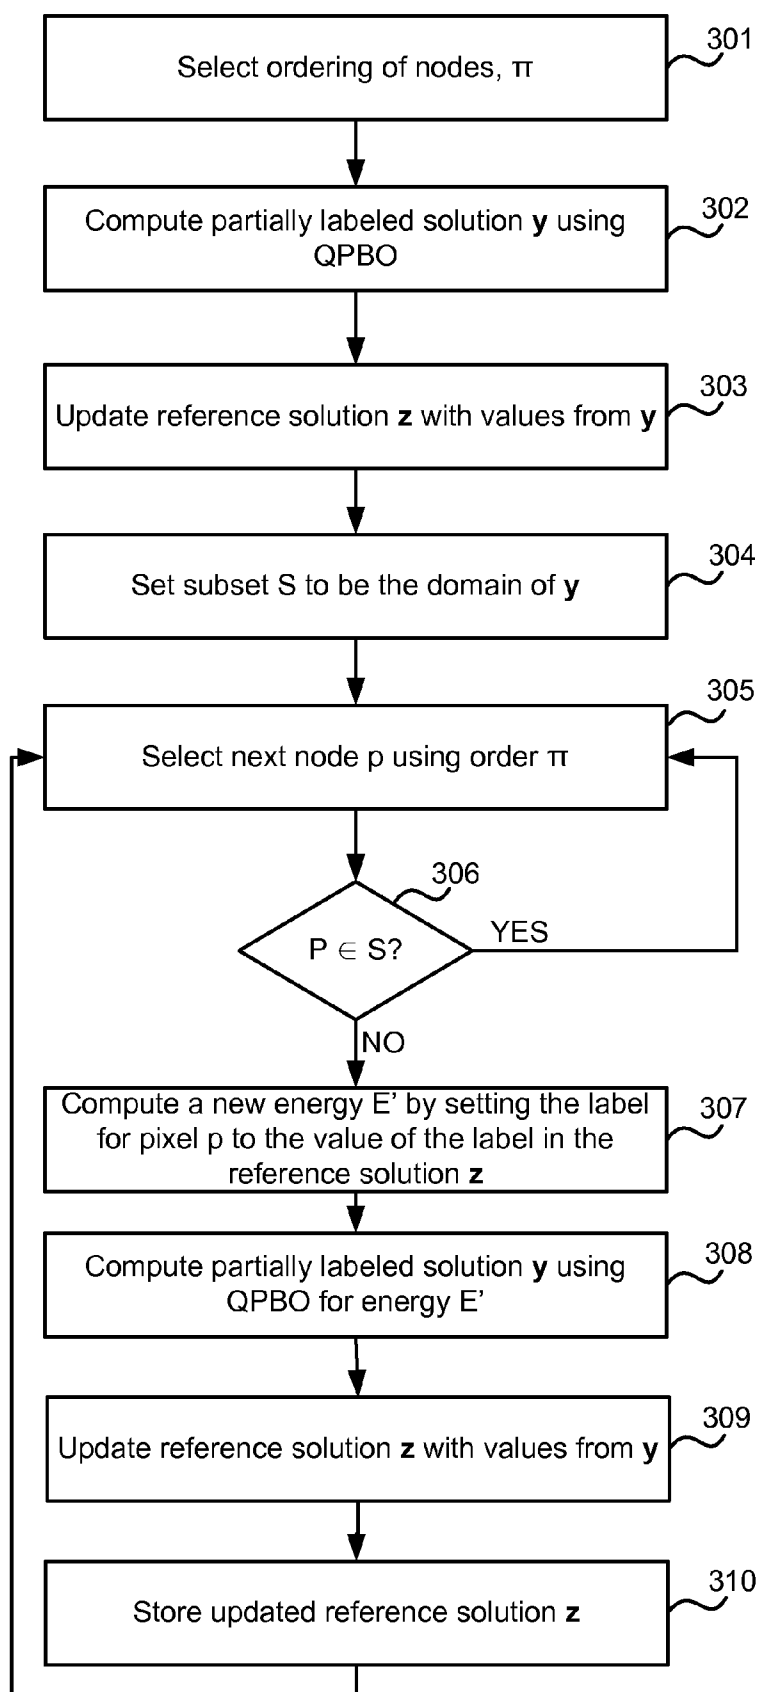 Select ordering of nodes, π
301
Compute partially labeled solution y using
QPBO
302
Update reference solution z with values from y
303
Set subset S to be the domain of y
304
Select next node p using order π
305
P ∈ S?
306
YES
NO
Compute a new energy E’ by setting the label
for pixel p to the value of the label in the
reference solution z
307
Compute partially labeled solution y using
QPBO for energy E’
308
Update reference solution z with values from y
309
Store updated reference solution z
310